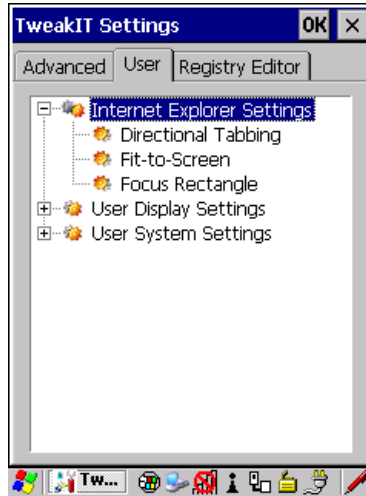 TweakIT Settings OK ×
Advanced User Registry Editor
Internet Explorer Settings
Directional Tabbing
Fit-to-Screen
Focus Rectangle
User Display Settings
User System Settings
Tw...